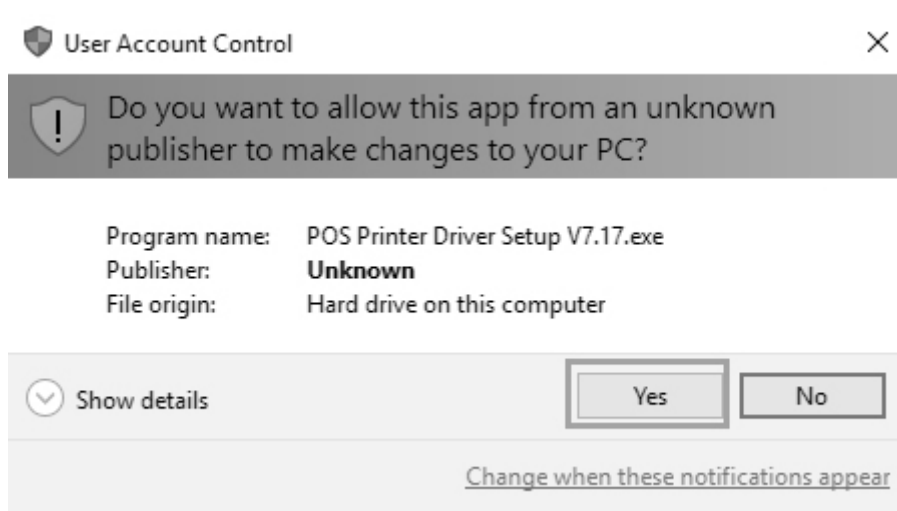 User Account Control
Do you want to allow this app from an unknown
publisher to make changes to your PC?
Program name: POS Printer Driver Setup V7.17.exe
Publisher: Unknown
File origin: Hard drive on this computer
Show details
Yes No
Change when these notifications appear